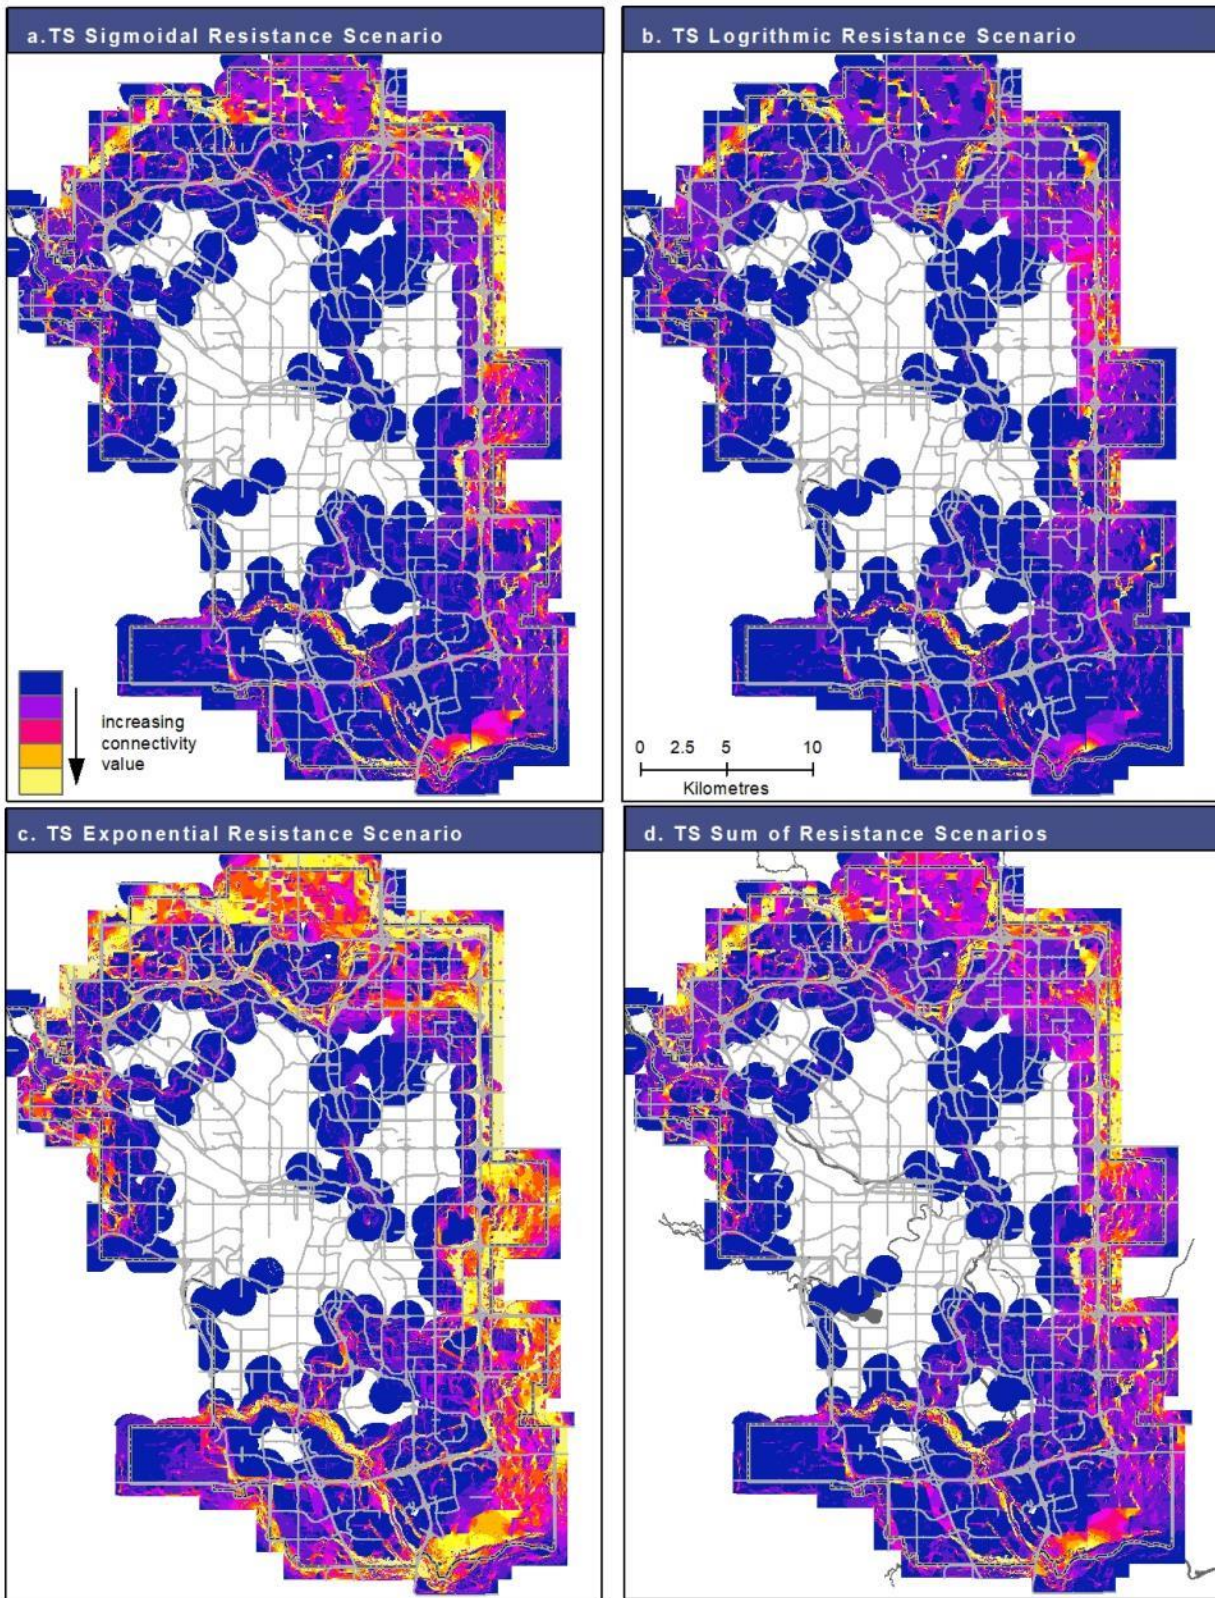 a.TS Sigmoidal Resistance Scenario
b. TS Logrithmic Resistance Scenario
increasing
connectivity
value
0 2.5 5 10
Kilometres
c. TS Exponential Resistance Scenario
d. TS Sum of Resistance Scenarios